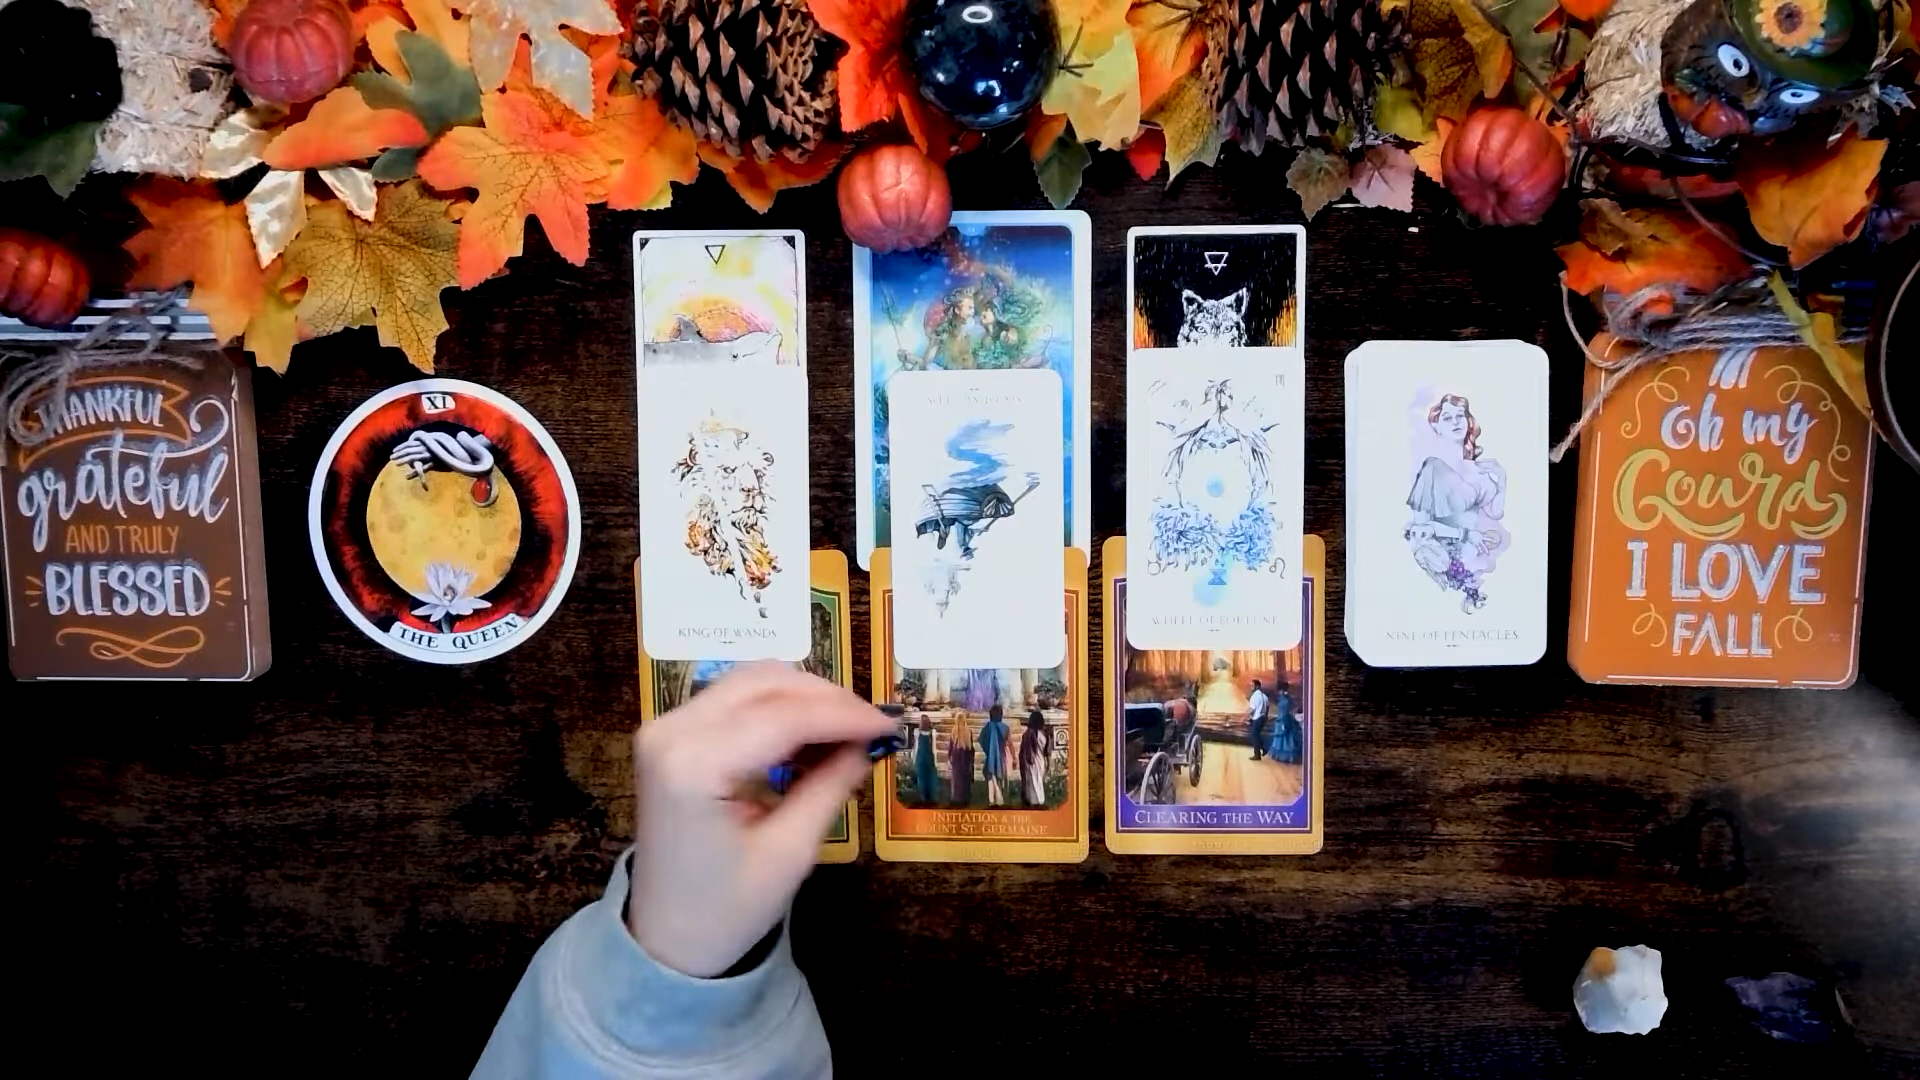 THANKFUL
grateful
AND TRULY
BLESSED
XI
THE QUEEN
KING OF WANDS
WHEEL OF FORTUNE
NINE OF PENTACLES
INITIATION & THE
COUNT ST. GERMAINE
CLEARING THE WAY
oh my
Gourd
I LOVE
FALL